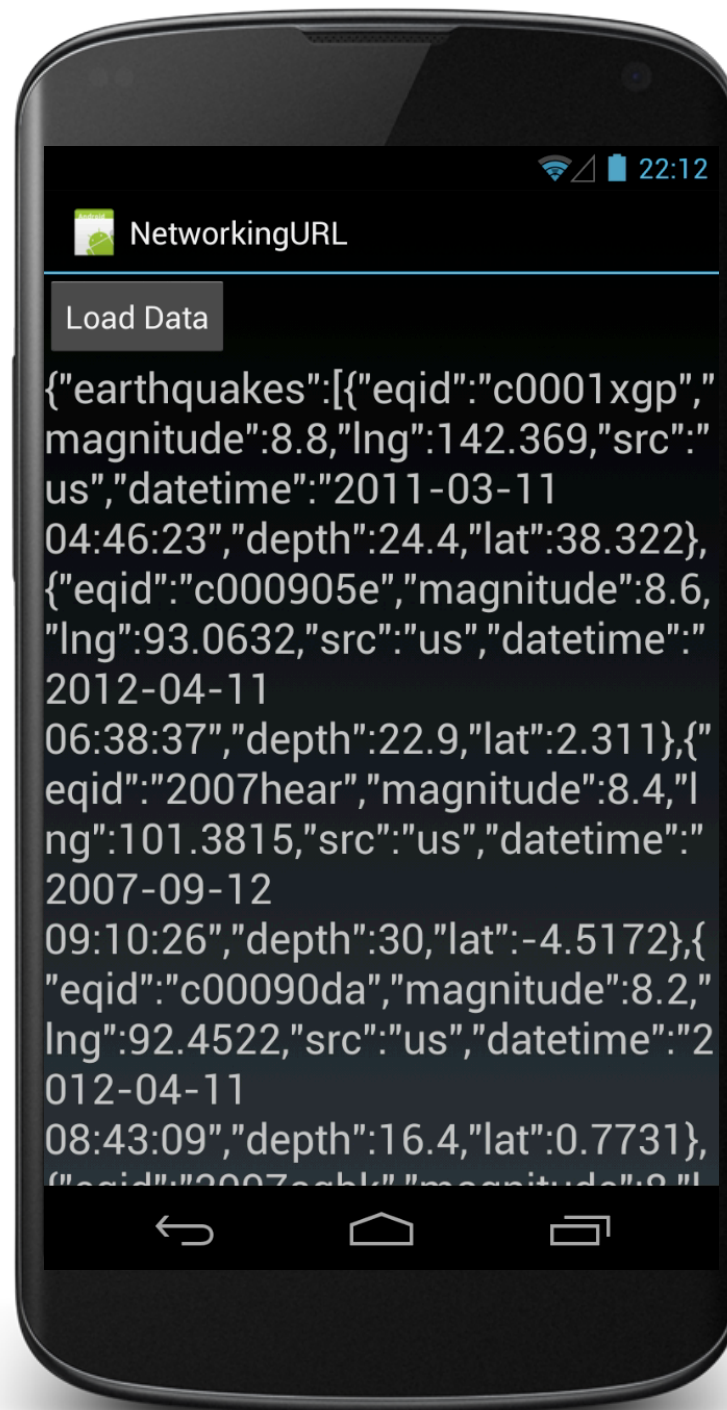 22:12
NetworkingURL
Load Data
{"earthquakes":[{"eqid":"c0001xgp","
magnitude":8.8,"lng":142.369,"src":"
us","datetime":"2011-03-11
04:46:23","depth":24.4,"lat":38.322},
{"eqid":"c000905e","magnitude":8.6,
"lng":93.0632,"src":"us","datetime":"
2012-04-11
06:38:37","depth":22.9,"lat":2.311},{"
eqid":"2007hear","magnitude":8.4,"l
ng":101.3815,"src":"us","datetime":"
2007-09-12
09:10:26","depth":30,"lat":-4.5172},{
"eqid":"c00090da","magnitude":8.2,"
lng":92.4522,"src":"us","datetime":"2
012-04-11
08:43:09","depth":16.4,"lat":0.7731},
{"eqid":"2007aqbk","magnitude":8,"l